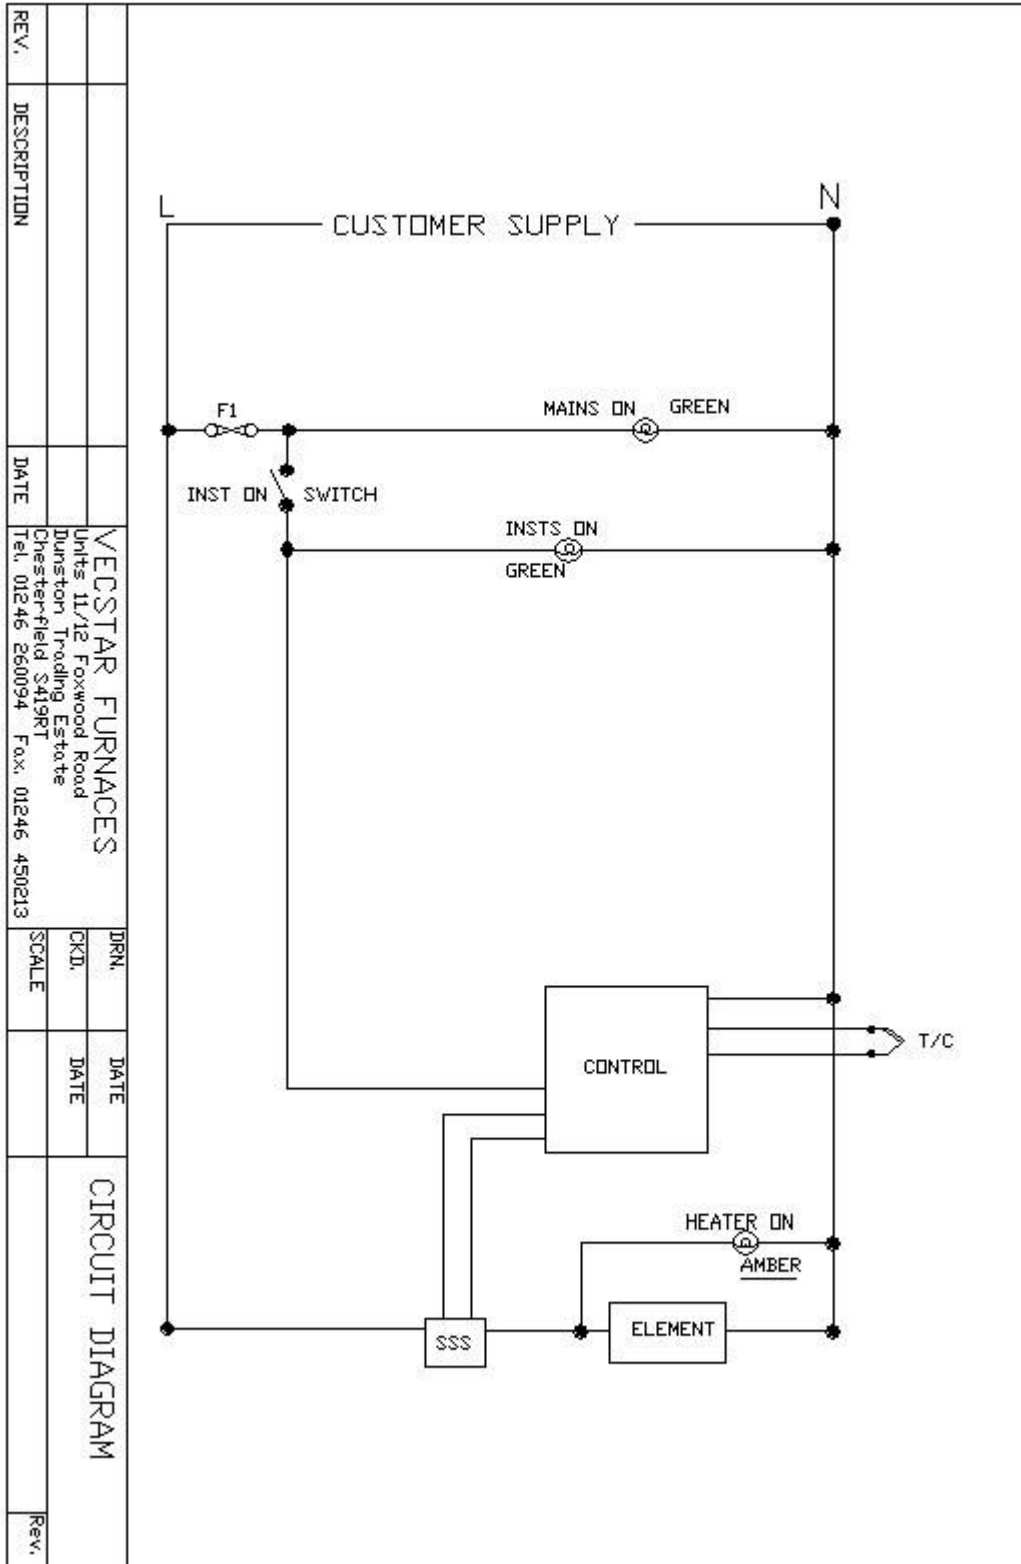 L
N
CUSTOMER SUPPLY
F1
MAINS ON GREEN
INST ON SWITCH
INSTS ON
GREEN
CONTROL
T/C
HEATER ON
AMBER
SSS
ELEMENT
REV.
DESCRIPTION
DATE
VECSTAR FURNACES
Units 11/12 Foxwood Road
Dunston Trading Estate
Chesterfield S419RT
Tel. 01246 260094 Fax. 01246 450213
DRN. DATE
CKD. DATE
SCALE
CIRCUIT DIAGRAM
Rev.